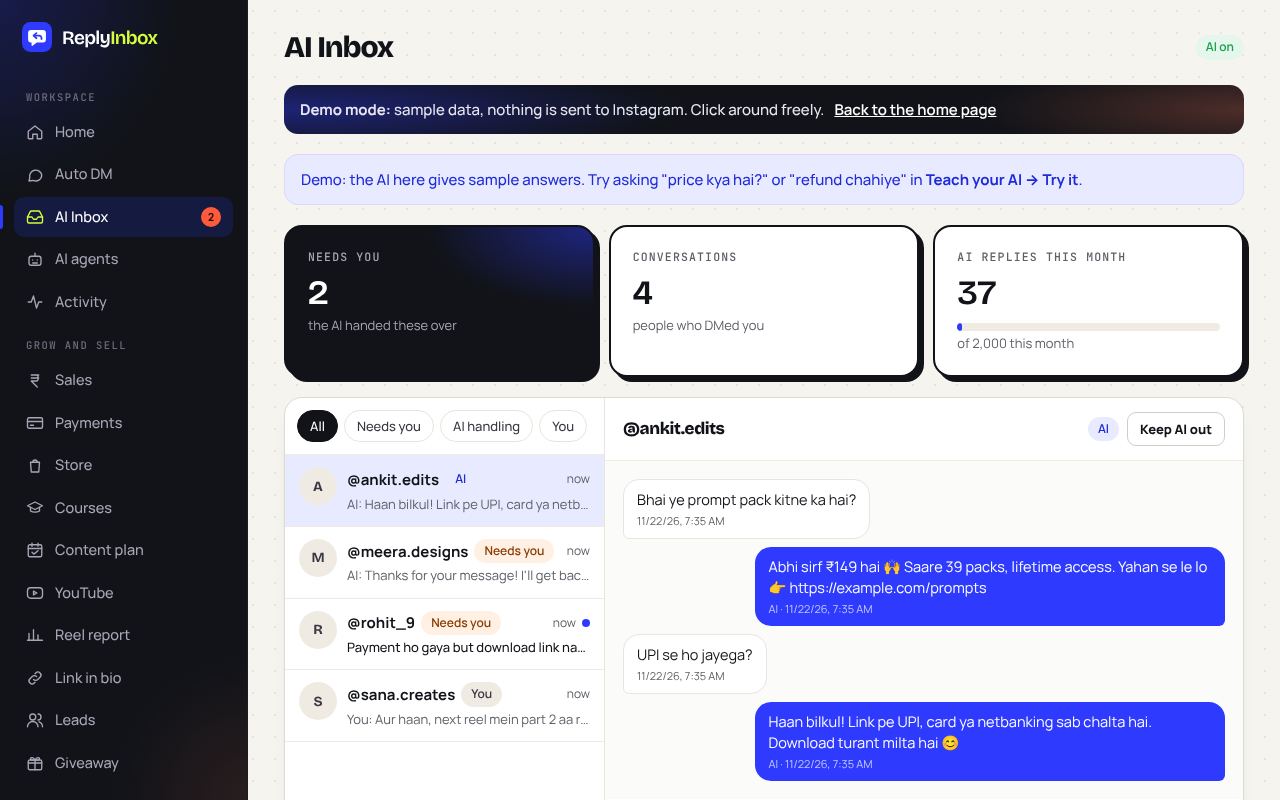 ReplyInbox
WORKSPACE
Home
Auto DM
AI Inbox
2
AI agents
Activity
GROW AND SELL
Sales
Payments
Store
Courses
Content plan
YouTube
Reel report
Link in bio
Leads
Giveaway
AI Inbox
AI on
Demo mode: sample data, nothing is sent to Instagram. Click around freely. Back to the home page
Demo: the AI here gives sample answers. Try asking "price kya hai?" or "refund chahiye" in Teach your AI → Try it.
NEEDS YOU
2
the AI handed these over
CONVERSATIONS
4
people who DMed you
AI REPLIES THIS MONTH
37
of 2,000 this month
All
Needs you
AI handling
You
A
@ankit.edits AI now
AI: Haan bilkul! Link pe UPI, card ya netb...
M
@meera.designs Needs you now
AI: Thanks for your message! I'll get bac...
R
@rohit_9 Needs you now
Payment ho gaya but download link na...
S
@sana.creates You now
You: Aur haan, next reel mein part 2 aa r...
@ankit.edits
AI
Keep AI out
Bhai ye prompt pack kitne ka hai?
11/22/26, 7:35 AM
Abhi sirf ₹149 hai 🙌 Saare 39 packs, lifetime access. Yahan se le lo
👉 https://example.com/prompts
AI · 11/22/26, 7:35 AM
UPI se ho jayega?
11/22/26, 7:35 AM
Haan bilkul! Link pe UPI, card ya netbanking sab chalta hai.
Download turant milta hai 😊
AI · 11/22/26, 7:35 AM